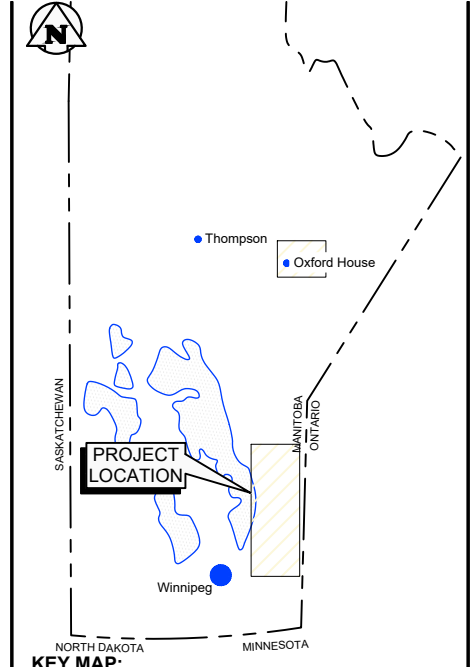 N
Thompson
Oxford House
SASKATCHEWAN
MANITOBA
ONTARIO
PROJECT
LOCATION
Winnipeg
NORTH DAKOTA
MINNESOTA
KEY MAP: